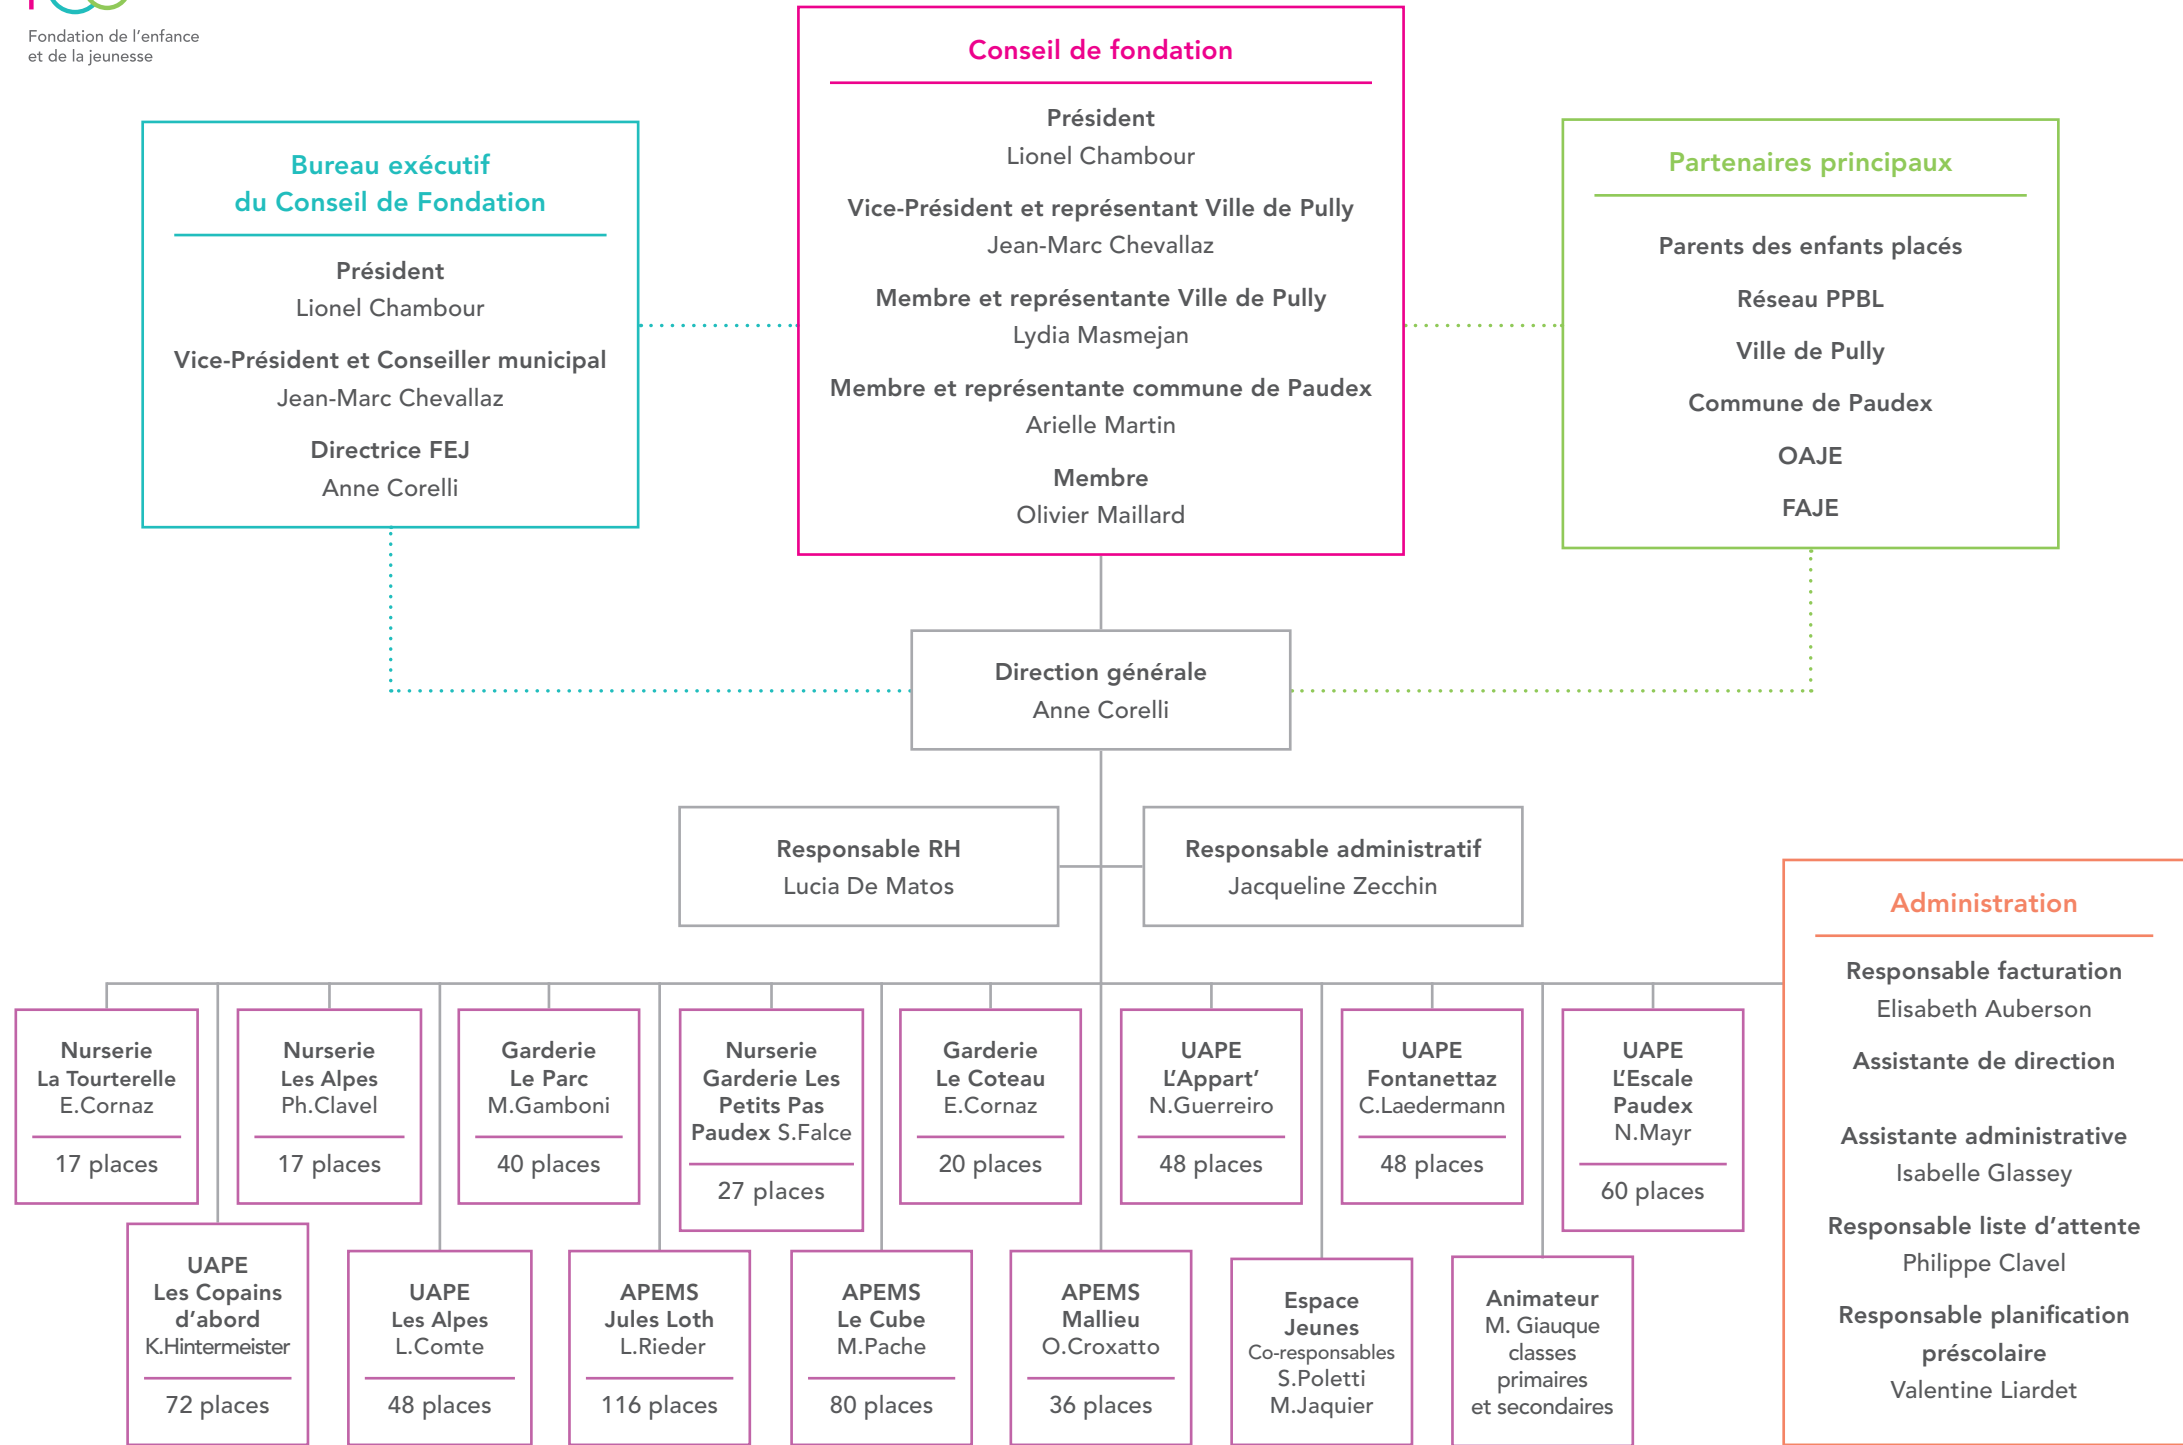 Fondation de l'enfance
et de la jeunesse
Conseil de fondation
Président
Lionel Chambour
Vice-Président et représentant Ville de Pully
Jean-Marc Chevallaz
Membre et représentante Ville de Pully
Lydia Masmejan
Membre et représentante commune de Paudex
Arielle Martin
Membre
Olivier Maillard
Bureau exécutif
du Conseil de Fondation
Président
Lionel Chambour
Vice-Président et Conseiller municipal
Jean-Marc Chevallaz
Directrice FEJ
Anne Corelli
Partenaires principaux
Parents des enfants placés
Réseau PPBL
Ville de Pully
Commune de Paudex
OAJE
FAJE
Direction générale
Anne Corelli
Responsable RH
Lucia De Matos
Responsable administratif
Jacqueline Zecchin
Nurserie
La Tourterelle
E.Cornaz
17 places
Nurserie
Les Alpes
Ph.Clavel
17 places
Garderie
Le Parc
M.Gamboni
40 places
Nurserie
Garderie Les
Petits Pas
Paudex S.Falce
27 places
Garderie
Le Coteau
E.Cornaz
20 places
UAPE
L'Appart'
N.Guerreiro
48 places
UAPE
Fontanettaz
C.Laedermann
48 places
UAPE
L'Escale
Paudex
N.Mayr
60 places
UAPE
Les Copains
d'abord
K.Hintermeister
72 places
UAPE
Les Alpes
L.Comte
48 places
APEMS
Jules Loth
L.Rieder
116 places
APEMS
Le Cube
M.Pache
80 places
APEMS
Mallieu
O.Croxatto
36 places
Espace
Jeunes
Co-responsables
S.Poletti
M.Jaquier
Animateur
M. Giauque
classes
primaires
et secondaires
Administration
Responsable facturation
Elisabeth Auberson
Assistante de direction
Assistante administrative
Isabelle Glassey
Responsable liste d'attente
Philippe Clavel
Responsable planification
préscolaire
Valentine Liardet